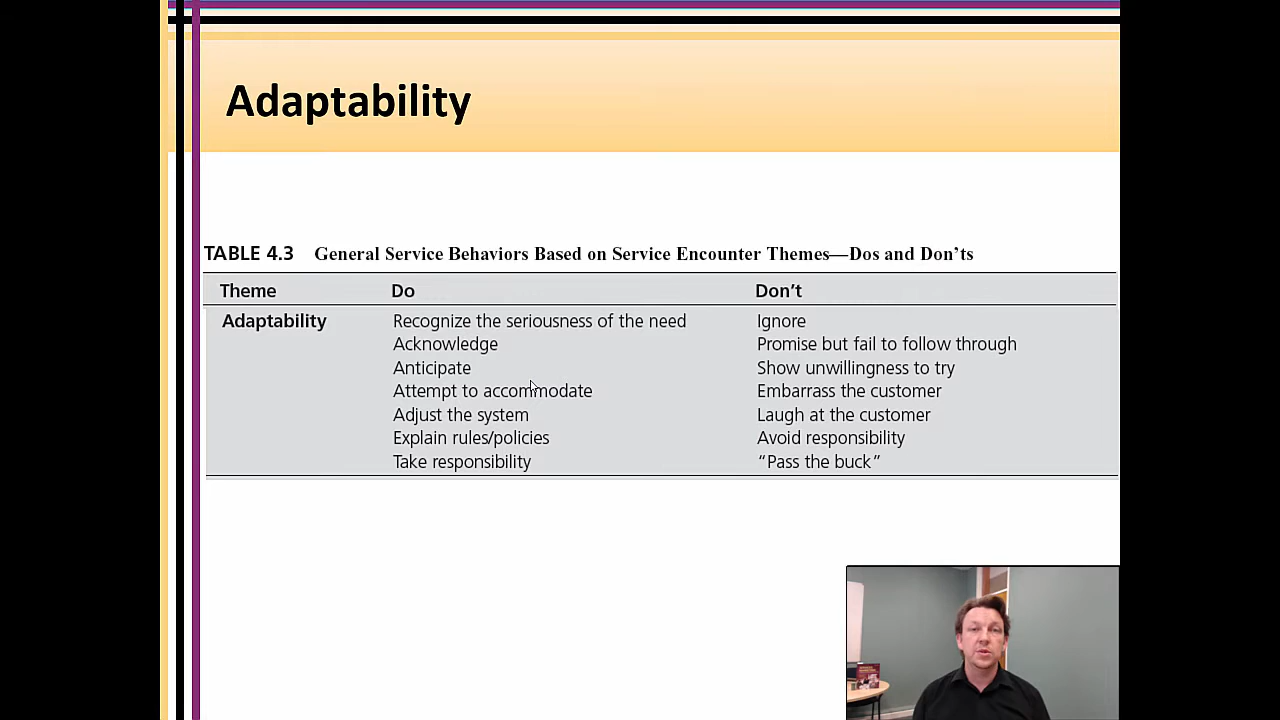 Adaptability
TABLE 4.3 General Service Behaviors Based on Service Encounter Themes—Dos and Don'ts
Theme Do Don't
Adaptability Recognize the seriousness of the need Ignore
Acknowledge Promise but fail to follow through
Anticipate Show unwillingness to try
Attempt to accommodate Embarrass the customer
Adjust the system Laugh at the customer
Explain rules/policies Avoid responsibility
Take responsibility “Pass the buck”